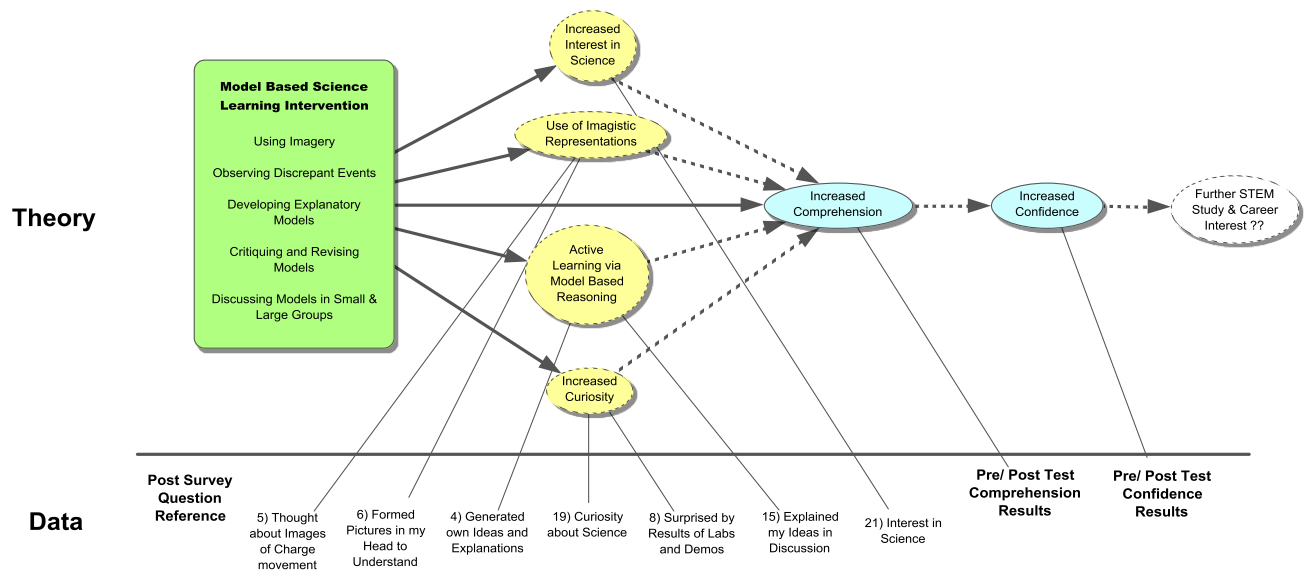 Model Based Science
Learning Intervention
Using Imagery
Observing Discrepant Events
Developing Explanatory
Models
Critiquing and Revising
Models
Discussing Models in Small &
Large Groups
Increased
Interest in
Science
Use of Imagistic
Representations
Active
Learning via
Model Based
Reasoning
Increased
Curiosity
Increased
Comprehension
Increased
Confidence
Further STEM
Study & Career
Interest ??
Theory
Data
Post Survey
Question
Reference
5) Thought
about Images
of Charge
movement
6) Formed
Pictures in my
Head to
Understand
4) Generated
own Ideas and
Explanations
19) Curiosity
about Science
8) Surprised by
Results of Labs
and Demos
15) Explained
my Ideas in
Discussion
21) Interest in
Science
Pre/ Post Test
Comprehension
Results
Pre/ Post Test
Confidence
Results